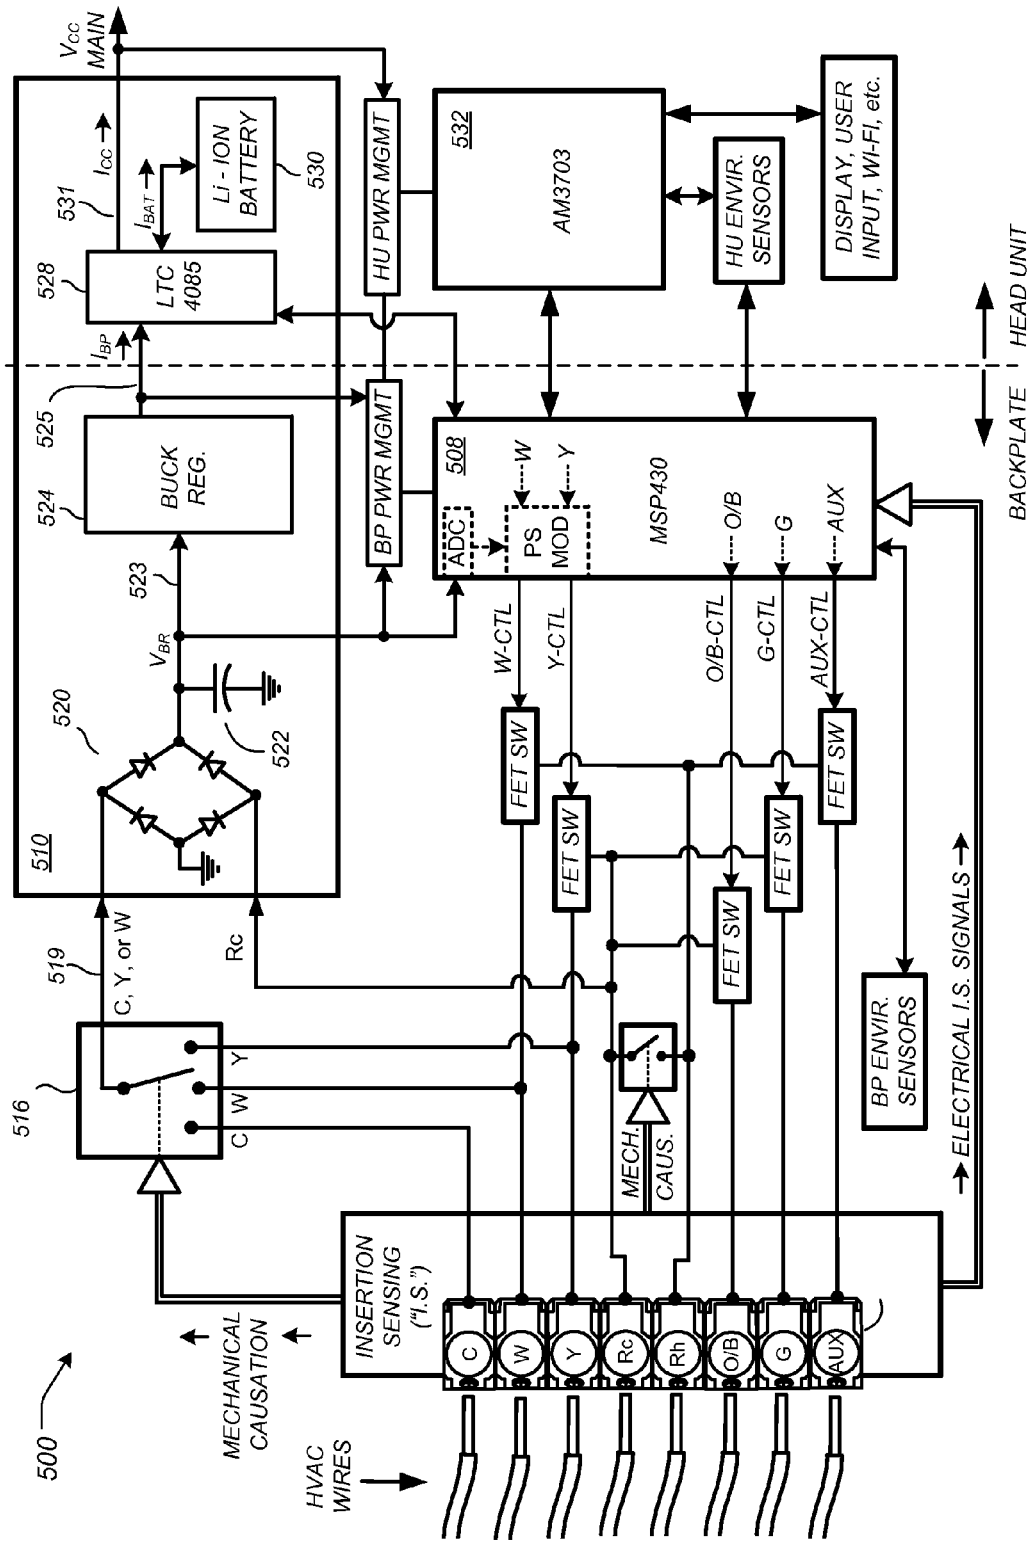 500
HVAC
WIRES
MECHANICAL
CAUSATION
INSERTION
SENSING
("I.S.")
C
W
Y
Rc
Rh
O/B
G
AUX
516
C
W
Y
519
C, Y, or W
Rc
MECH.
CAUS.
510
520
522
V_BR
523
524
BUCK
REG.
525
I_BP
528
LTC
4085
531
I_CC
I_BAT
Li - ION
BATTERY
530
V_CC
MAIN
FET SW
FET SW
FET SW
FET SW
FET SW
W-CTL
Y-CTL
O/B-CTL
G-CTL
AUX-CTL
BP PWR MGMT
HU PWR MGMT
508
ADC
PS
MOD
W
Y
MSP430
O/B
G
AUX
532
AM3703
HU ENVIR.
SENSORS
DISPLAY, USER
INPUT, WI-FI, etc.
BP ENVIR.
SENSORS
ELECTRICAL I.S. SIGNALS
BACKPLATE
HEAD UNIT